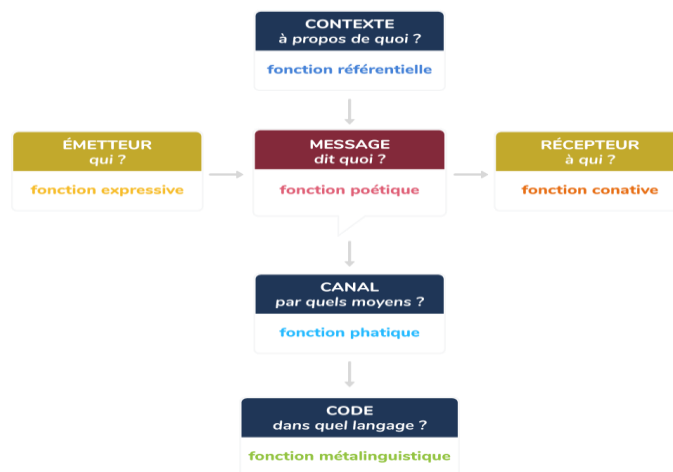 CONTEXTE
à propos de quoi ?
fonction référentielle
ÉMETTEUR
qui ?
fonction expressive
MESSAGE
dit quoi ?
fonction poétique
RÉCEPTEUR
à qui ?
fonction conative
CANAL
par quels moyens ?
fonction phatique
CODE
dans quel langage ?
fonction métalinguistique